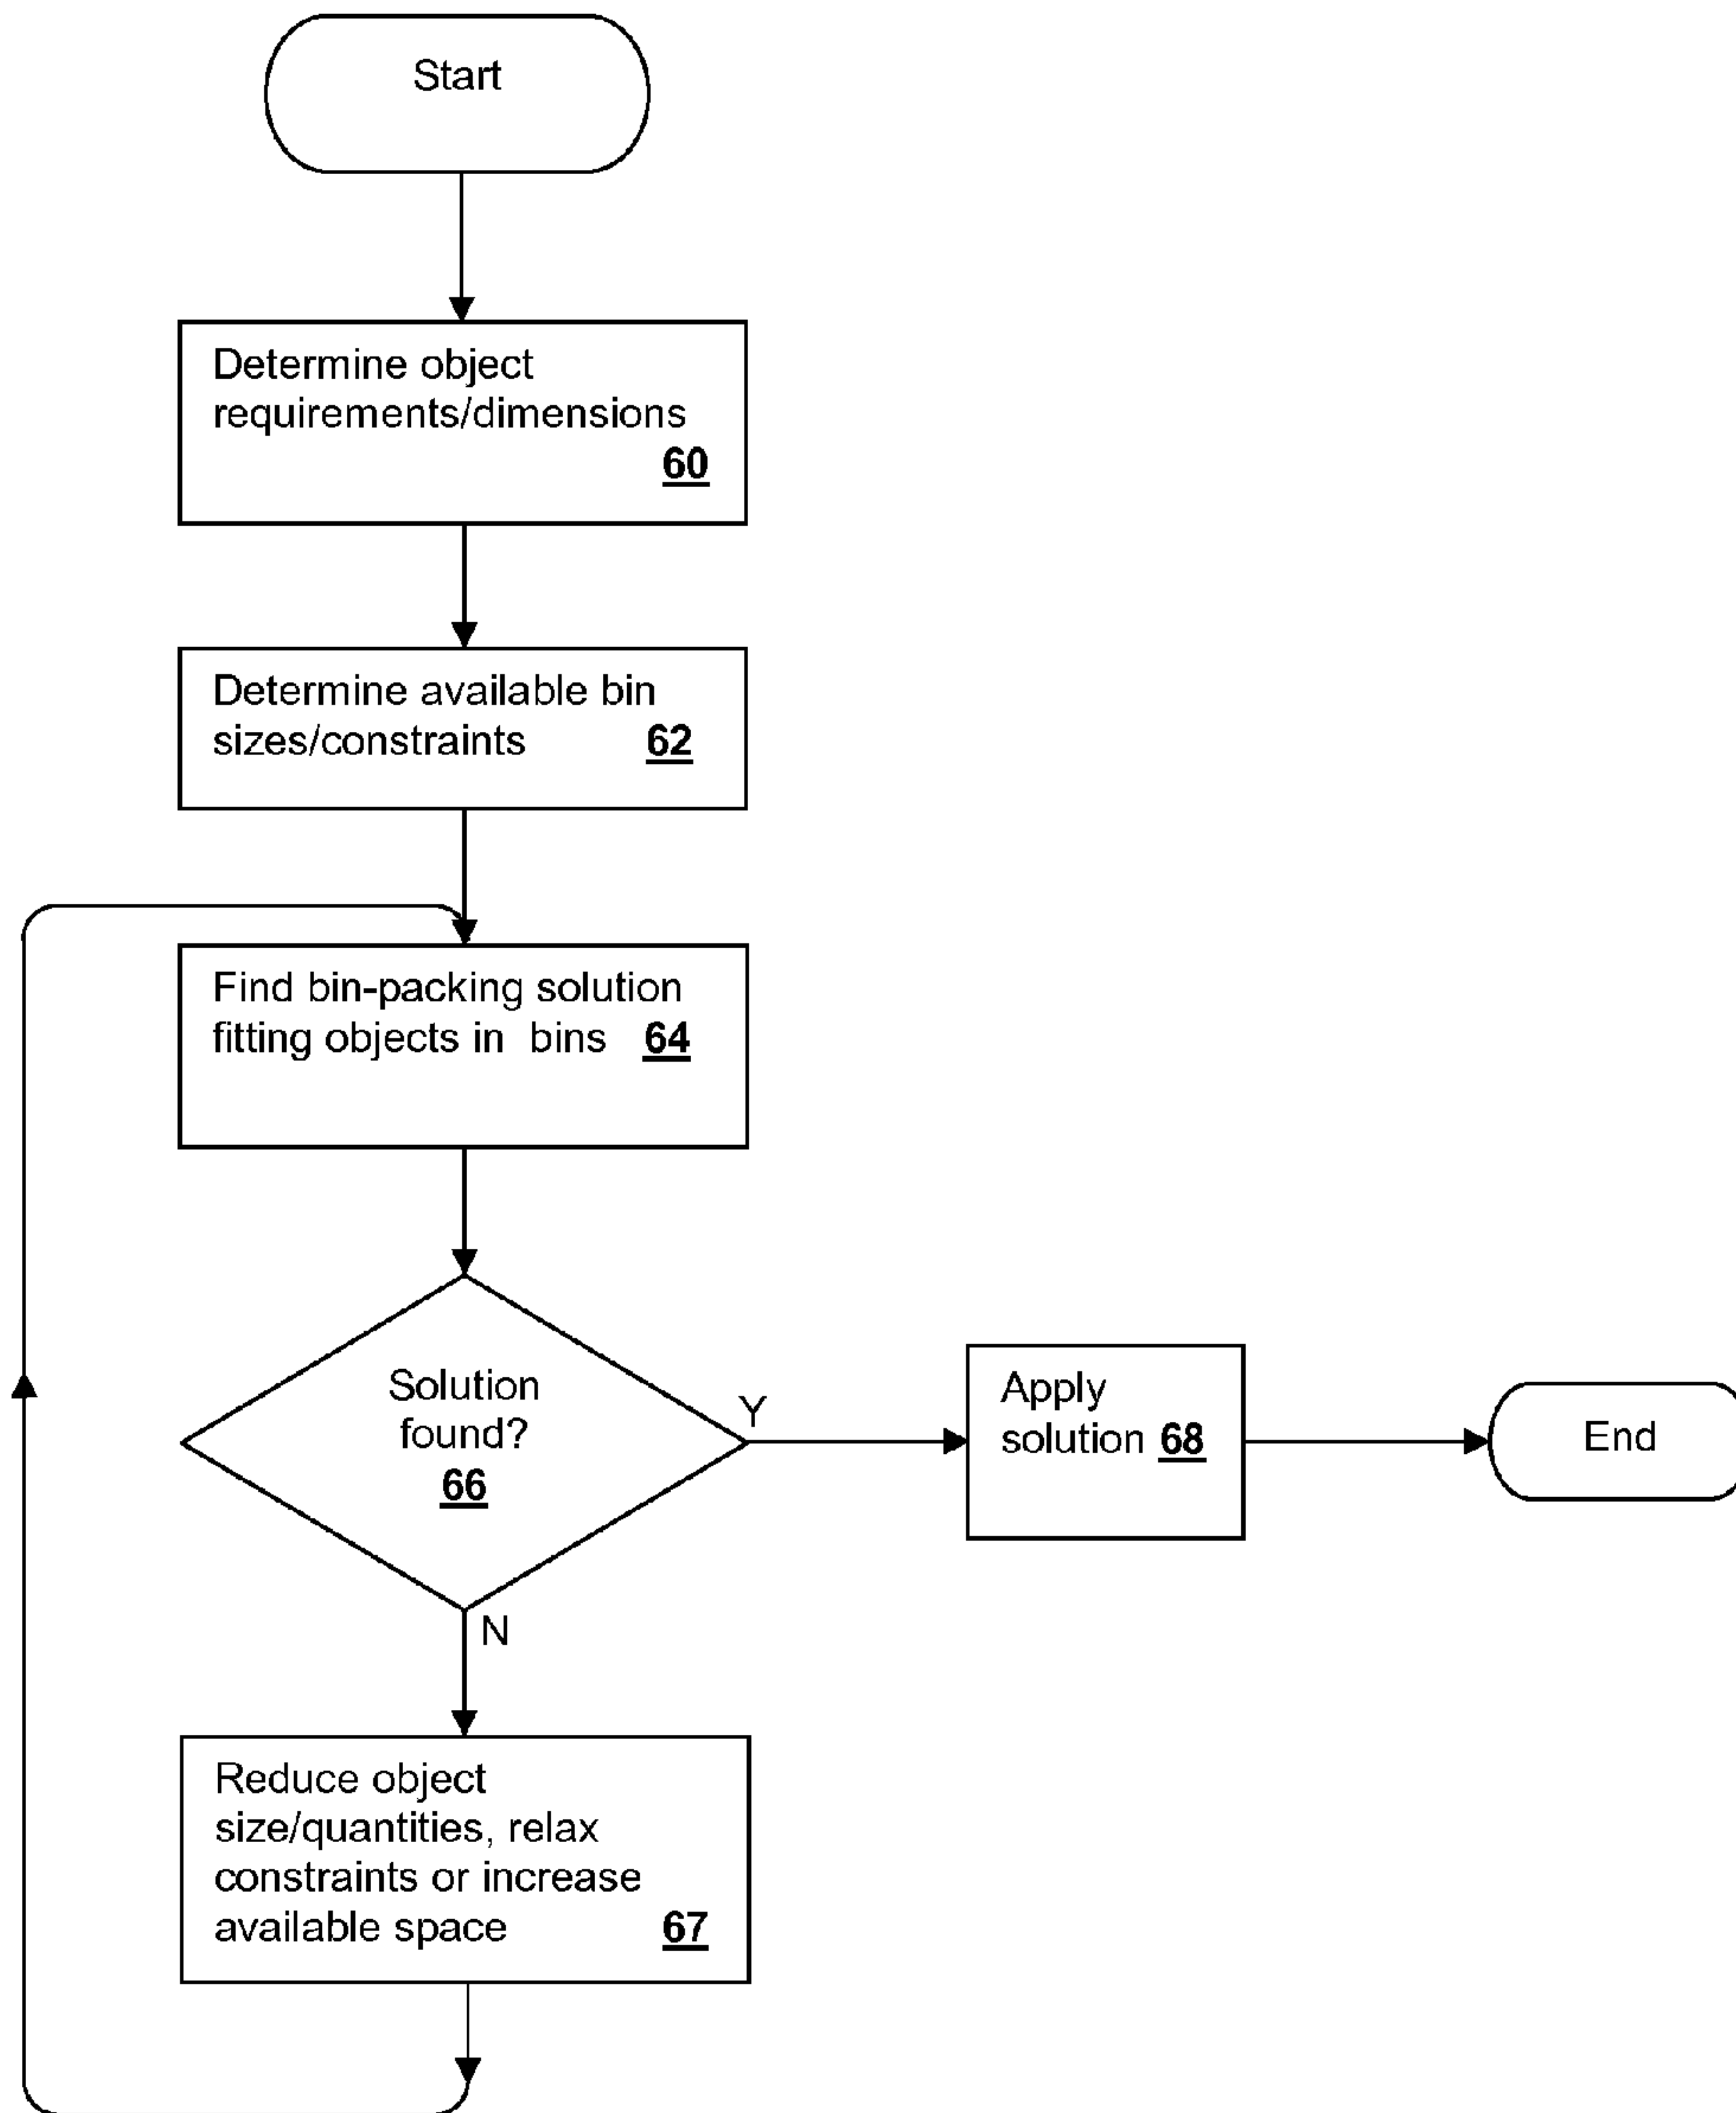 Start
Determine object
requirements/dimensions
60
Determine available bin
sizes/constraints 62
Find bin-packing solution
fitting objects in bins 64
Solution
found?
66
Y
Apply
solution 68
End
N
Reduce object
size/quantities, relax
constraints or increase
available space 67